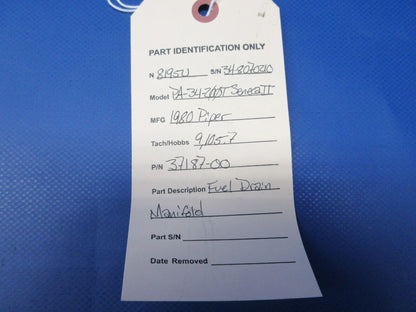 PART IDENTIFICATION ONLY
N 8195U S/N 34-8070210
Model PA-34-200T Seneca II
MFG 1980 Piper
Tach/Hobbs 9,105.7
P/N 37187-00
Part Description Fuel Drain
Manifold
Part S/N
Date Removed